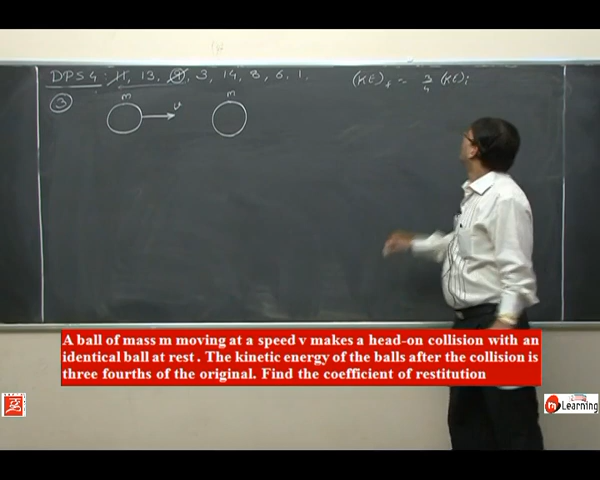 DPS 4 : 11, 13, 9, 3, 14, 8, 6, 1.
(KE)f = 3/4 (KE)i
3
m
v
m
A ball of mass m moving at a speed v makes a head-on collision with an
identical ball at rest . The kinetic energy of the balls after the collision is
three fourths of the original. Find the coefficient of restitution
Learning